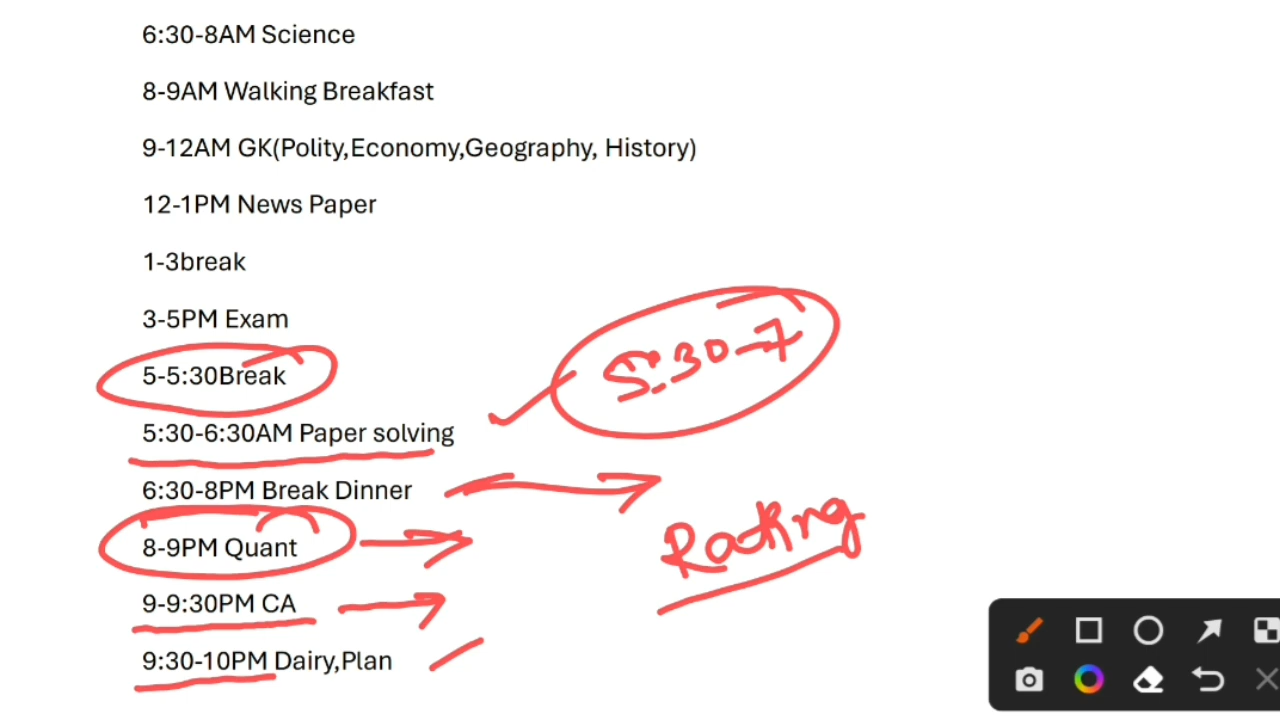 6:30-8AM Science
8-9AM Walking Breakfast
9-12AM GK(Polity,Economy,Geography, History)
12-1PM News Paper
1-3break
3-5PM Exam
5-5:30Break
5:30-7
5:30-6:30AM Paper solving
6:30-8PM Break Dinner
8-9PM Quant
9-9:30PM CA
9:30-10PM Dairy,Plan